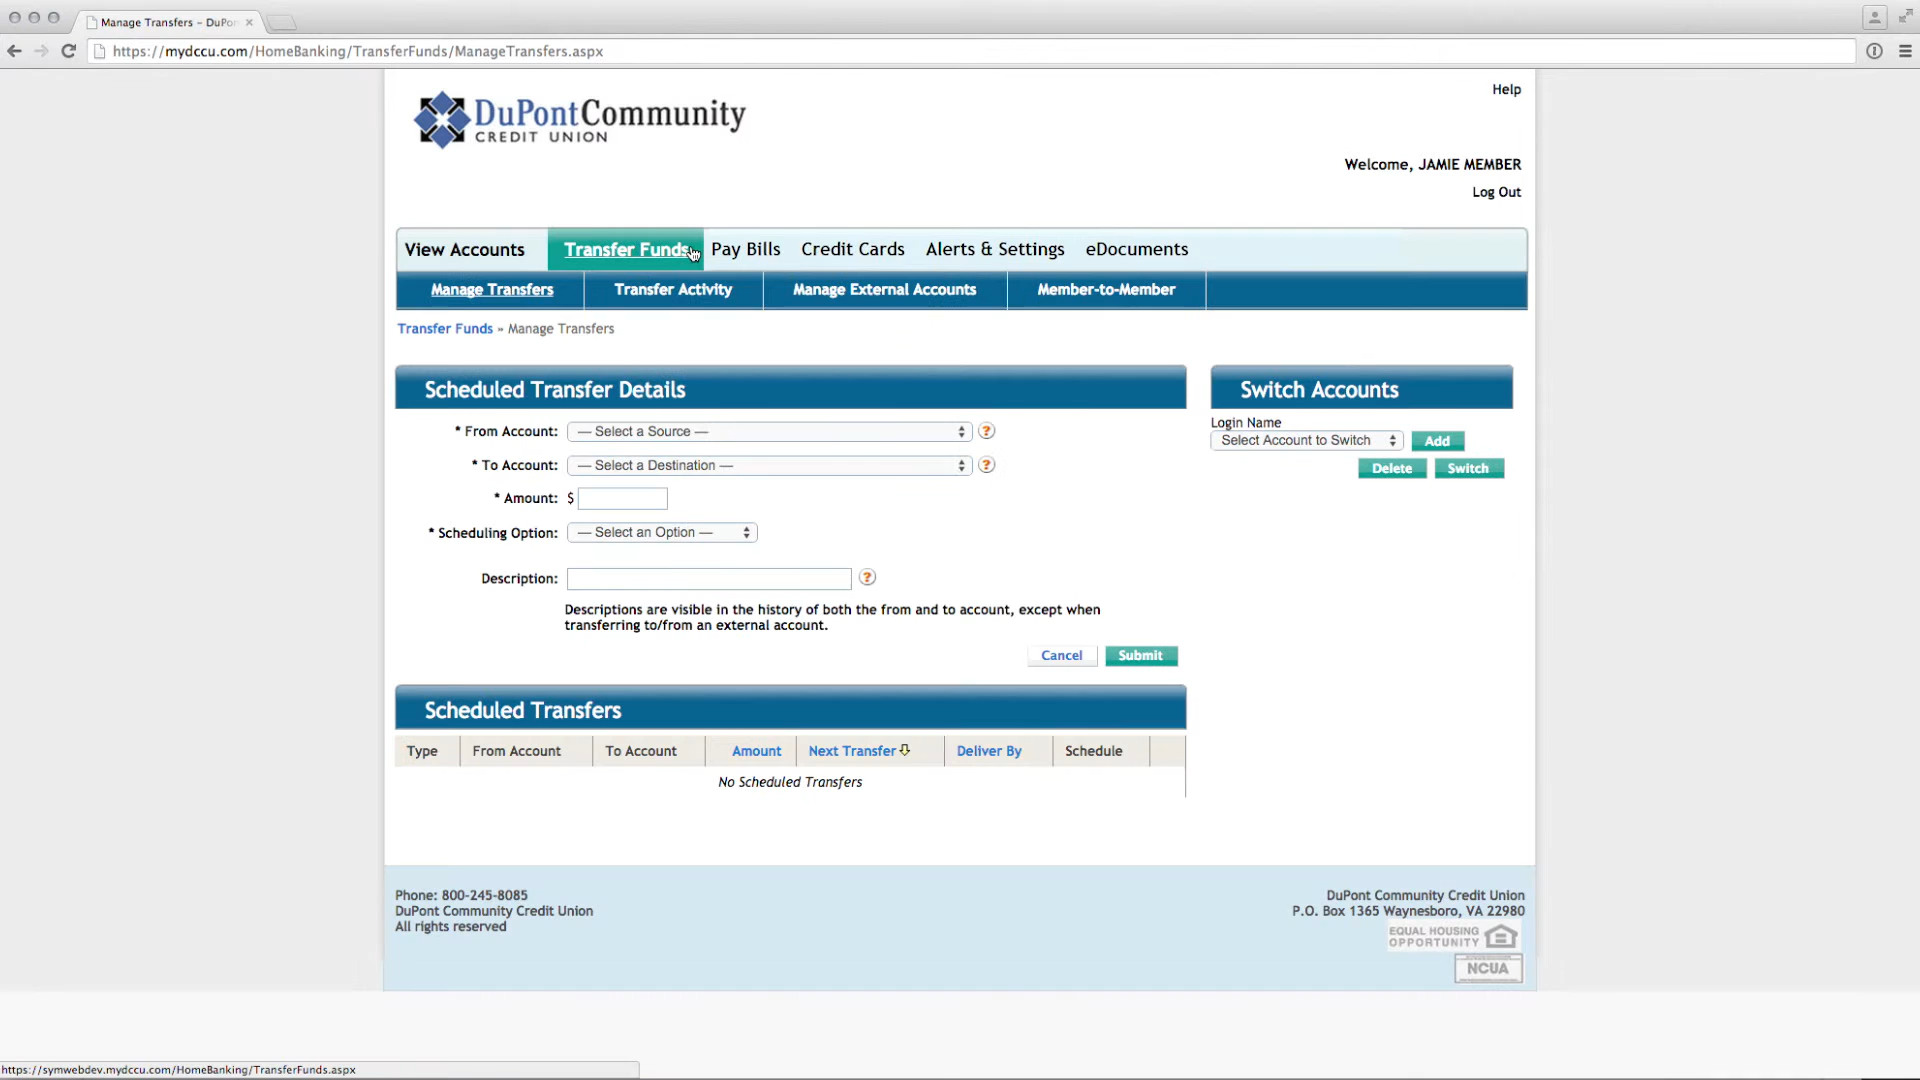 Manage Transfers – DuPo
https://mydccu.com/HomeBanking/TransferFunds/ManageTransfers.aspx
Help
DuPontCommunity
CREDIT UNION
Welcome, JAMIE MEMBER
Log Out
View Accounts Transfer Funds Pay Bills Credit Cards Alerts & Settings eDocuments
Manage Transfers Transfer Activity Manage External Accounts Member-to-Member
Transfer Funds » Manage Transfers
Scheduled Transfer Details
* From Account: — Select a Source — ?
* To Account: — Select a Destination — ?
* Amount: $
* Scheduling Option: — Select an Option —
Description: ?
Descriptions are visible in the history of both the from and to account, except when
transferring to/from an external account.
Cancel Submit
Switch Accounts
Login Name
Select Account to Switch Add
Delete Switch
Scheduled Transfers
Type From Account To Account Amount Next Transfer Deliver By Schedule
No Scheduled Transfers
Phone: 800-245-8085
DuPont Community Credit Union
All rights reserved
DuPont Community Credit Union
P.O. Box 1365 Waynesboro, VA 22980
EQUAL HOUSING
OPPORTUNITY
NCUA
https://symwebdev.mydccu.com/HomeBanking/TransferFunds.aspx